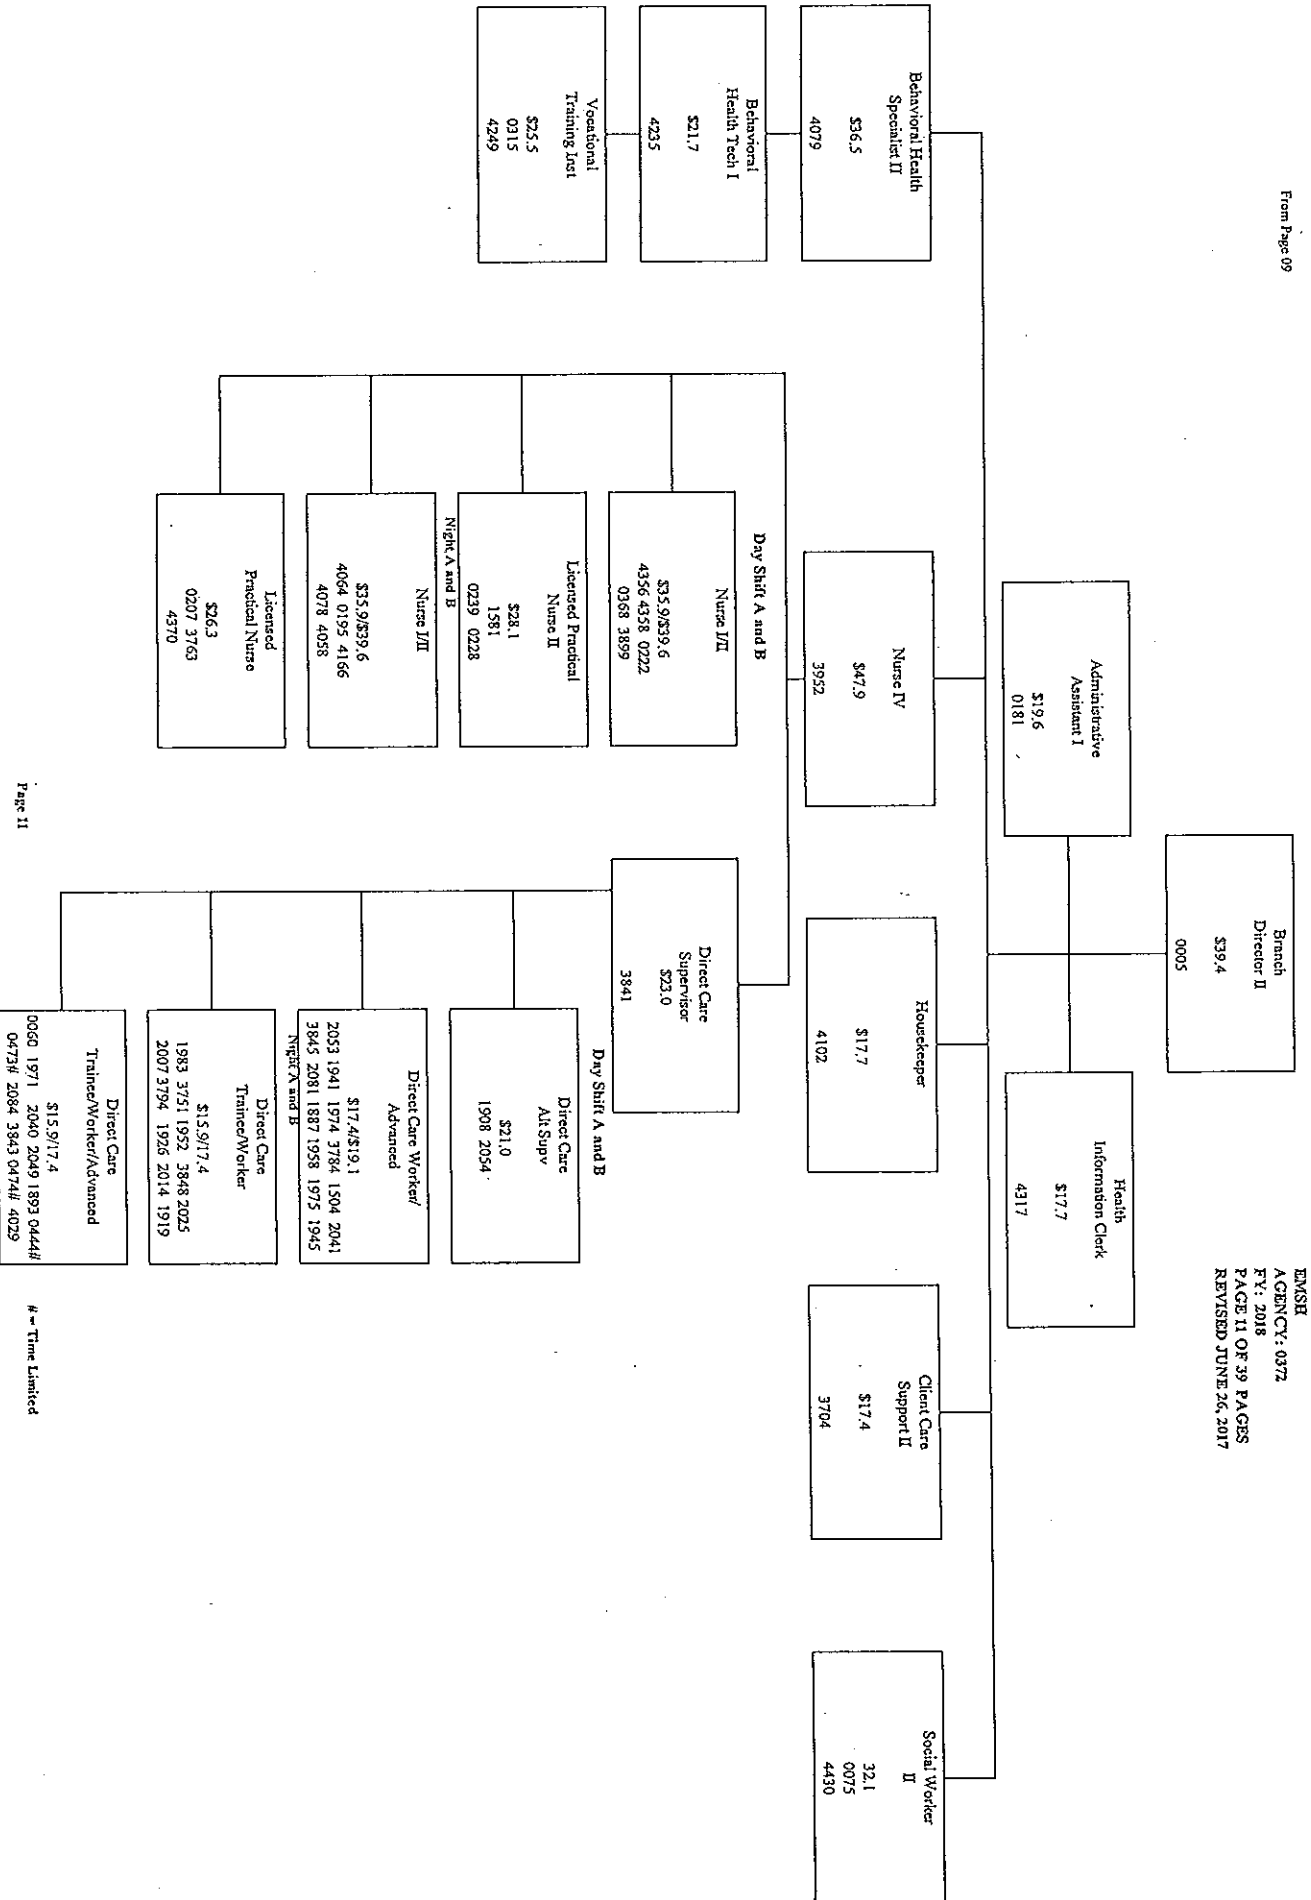 From Page 09
EMSH
AGENCY: 0372
FY: 2018
PAGE 11 OF 39 PAGES
REVISED JUNE 26, 2017
Branch
Director II
$39.4
0005
Administrative
Assistant I
$19.6
0181
Health
Information Clerk
$17.7
4317
Behavioral Health
Specialist II
$36.5
4079
Nurse IV
$47.9
3952
Housekeeper
$17.7
4102
Client Care
Support II
$17.4
3704
Social Worker
II
32.1
0075
4430
Behavioral
Health Tech I
$21.7
4235
Vocational
Training Inst
$25.5
0315
4249
Day Shift A and B
Nurse I/II
$35.9/$39.6
4356 4358 0222
0368 3899
Licensed Practical
Nurse II
$28.1
1581
0239 0228
Night A and B
Nurse I/II
$35.9/$39.6
4064 0195 4166
4078 4058
Licensed
Practical Nurse
$26.3
0207 3763
4370
Direct Care
Supervisor
$23.0
3841
Day Shift A and B
Direct Care
Alt Supv
$21.0
1908 2054
Direct Care Worker/
Advanced
$17.4/$19.1
2053 1941 1974 3784 1504 2041
3845 2081 1887 1958 1975 1945
Night A and B
Direct Care
Trainee/Worker
$15.9/17.4
1983 3751 1952 3848 2025
2007 3794 1926 2014 1919
Direct Care
Trainee/Worker/Advanced
$15.9/17.4
0060 1971 2040 2049 1893 0444#
0473# 2084 3843 0474# 4029
# = Time Limited
Page 11